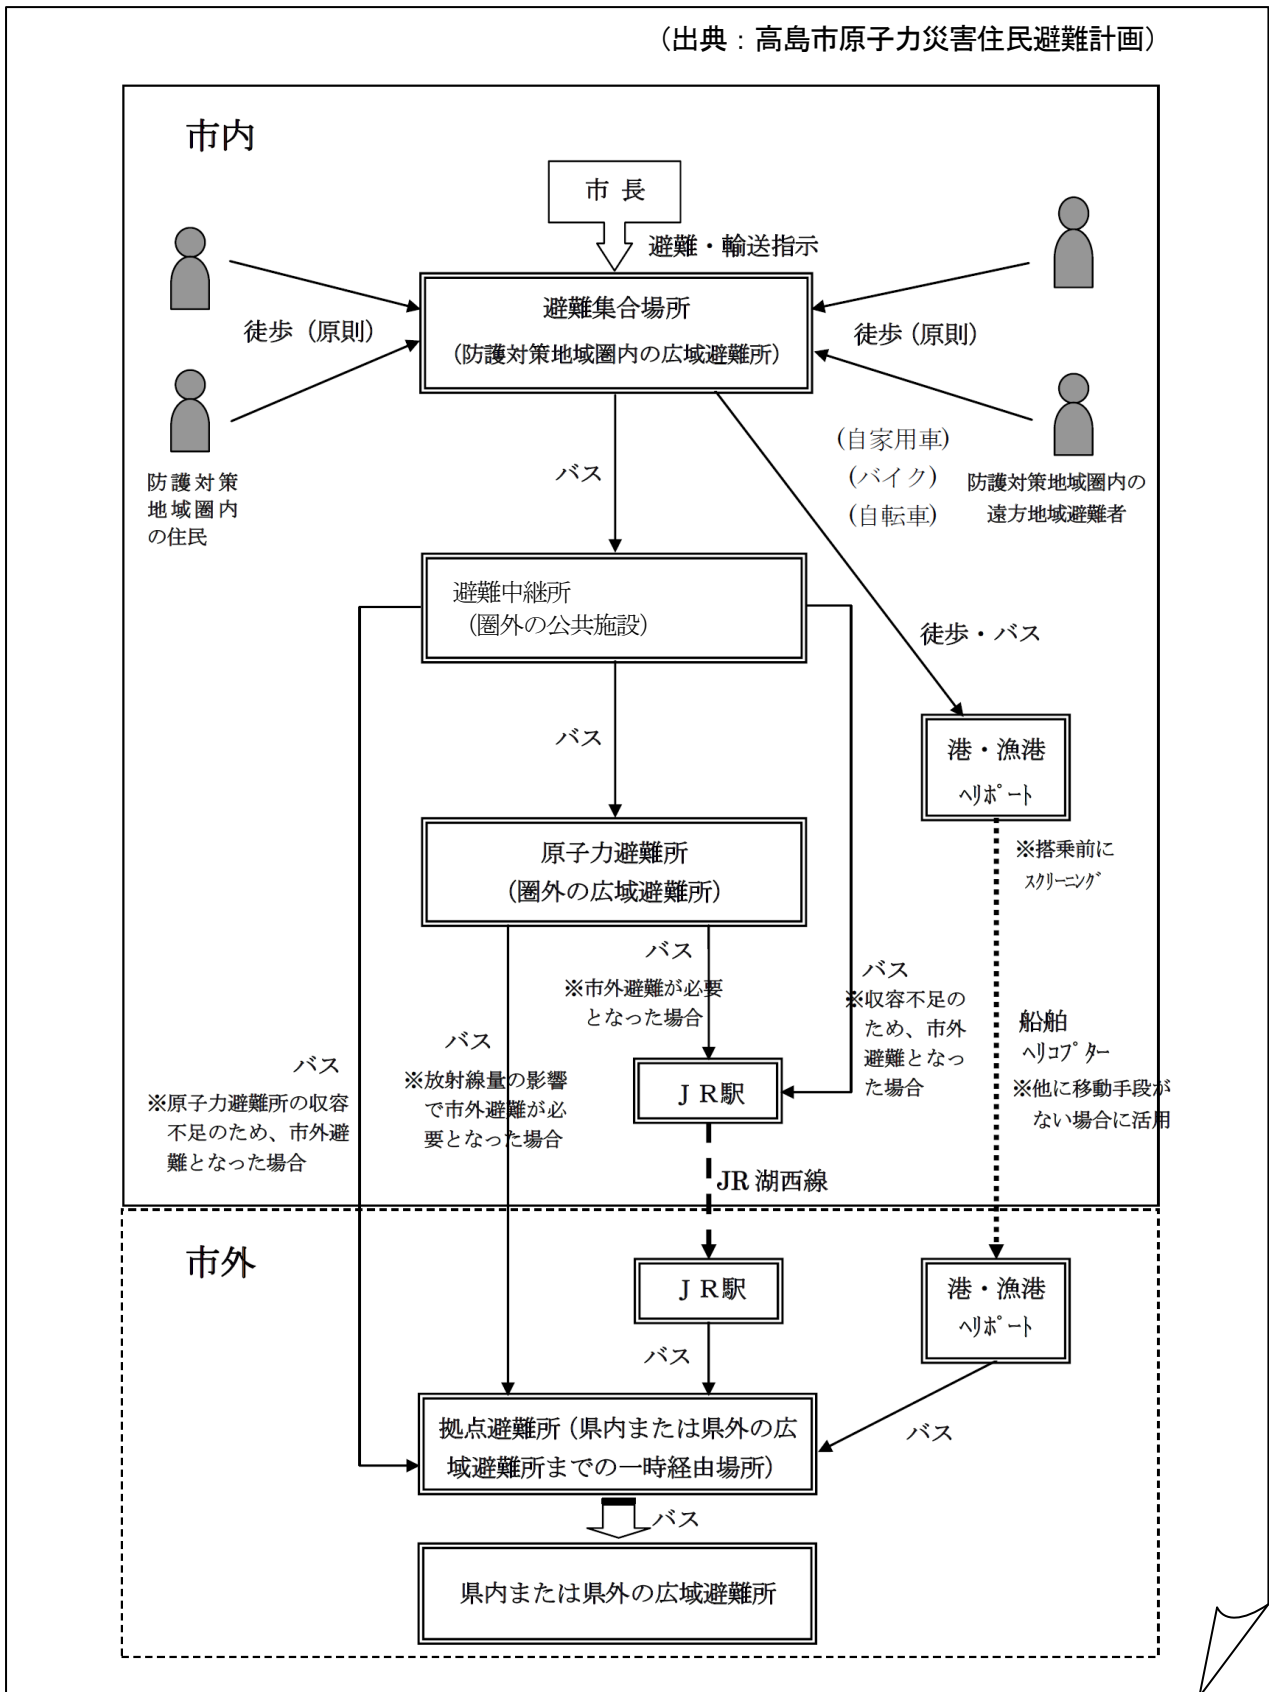 （出典：高島市原子力災害住民避難計画）
市内
市 長
避難・輸送指示
避難集合場所
（防護対策地域圏内の広域避難所）
徒歩（原則）
徒歩（原則）
防護対策
地域圏内
の住民
(自家用車)
(バイク)
(自転車)
防護対策地域圏内の
遠方地域避難者
バス
避難中継所
（圏外の公共施設）
徒歩・バス
バス
港・漁港
ﾍﾘﾎﾟｰﾄ
※搭乗前に
ｽｸﾘｰﾆﾝｸﾞ
原子力避難所
（圏外の広域避難所）
バス
※市外避難が必要
となった場合
バス
※収容不足の
ため、市外
避難となっ
た場合
船舶
ﾍﾘｺﾌﾟﾀｰ
※他に移動手段が
ない場合に活用
バス
※放射線量の影響
で市外避難が必
要となった場合
バス
※原子力避難所の収容
不足のため、市外避
難となった場合
ＪＲ駅
JR 湖西線
市外
ＪＲ駅
港・漁港
ﾍﾘﾎﾟｰﾄ
バス
バス
拠点避難所（県内または県外の広
域避難所までの一時経由場所）
バス
県内または県外の広域避難所